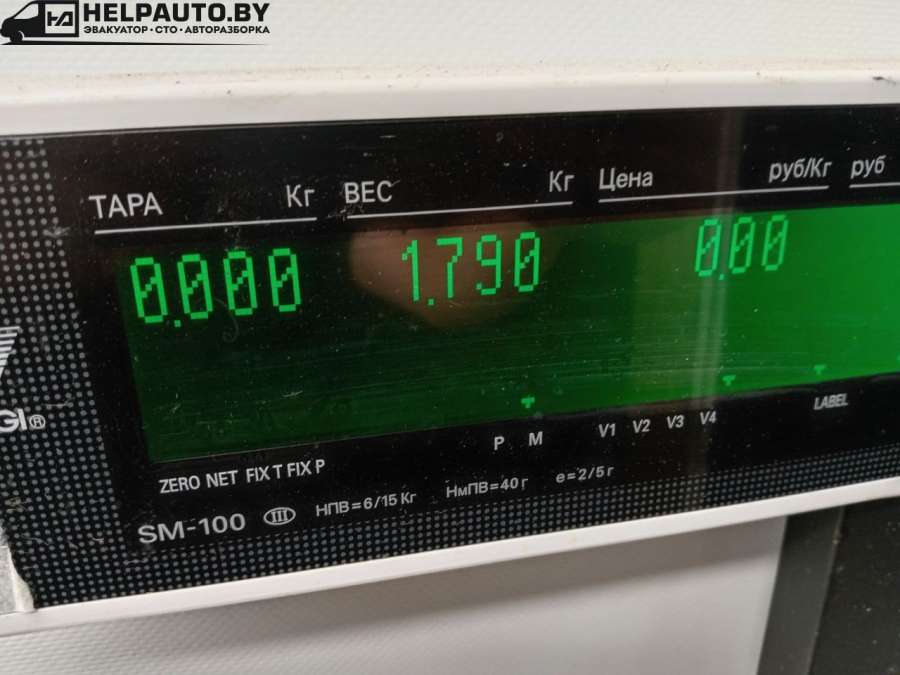 HELPAUTO.BY
ЭВАКУАТОР · СТО · АВТОРАЗБОРКА
ТАРА Кг ВЕС Кг Цена руб/Кг руб
0.000 1.790 0.00
GI®
P M V1 V2 V3 V4 LABEL
ZERO NET FIX T FIX P
SM-100 III НПВ=6/15 Кг НмПВ=40 г e=2/5 г